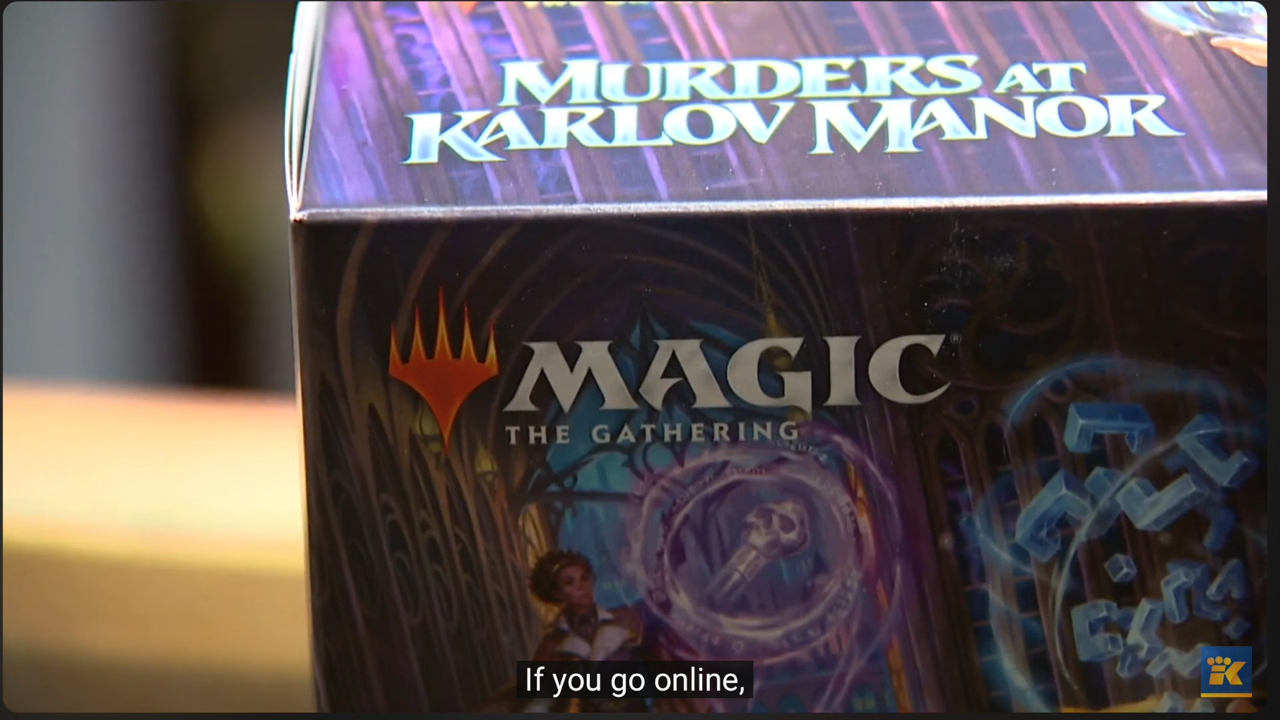 MURDERS AT
KARLOV MANOR
MAGIC®
THE GATHERING
If you go online,
K